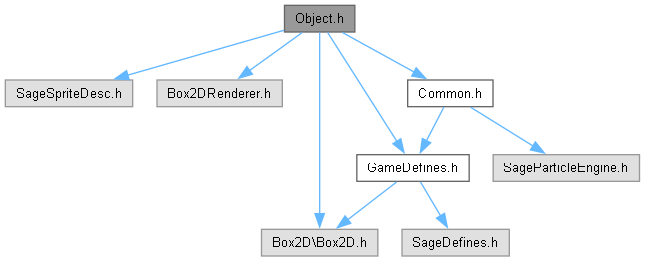 Object.h
SageSpriteDesc.h
Box2DRenderer.h
Common.h
GameDefines.h
SageParticleEngine.h
Box2D\Box2D.h
SageDefines.h